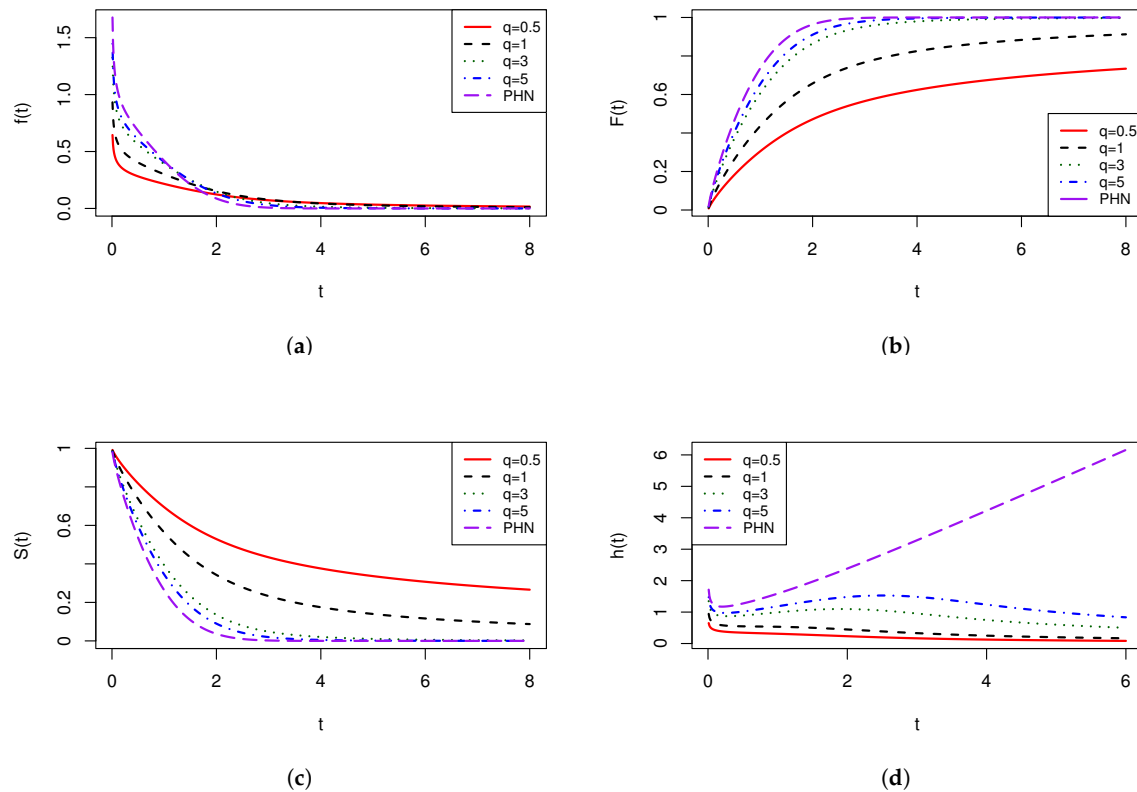 f(t)
0.0 0.5 1.0 1.5
q=0.5
q=1
q=3
q=5
PHN
0 2 4 6 8
t
(a)
F(t)
0 0.2 0.6 1
q=0.5
q=1
q=3
q=5
PHN
0 2 4 6 8
t
(b)
S(t)
0 0.2 0.6 1
q=0.5
q=1
q=3
q=5
PHN
0 2 4 6 8
t
(c)
h(t)
0 1 2 3 4 5 6
q=0.5
q=1
q=3
q=5
PHN
0 2 4 6
t
(d)